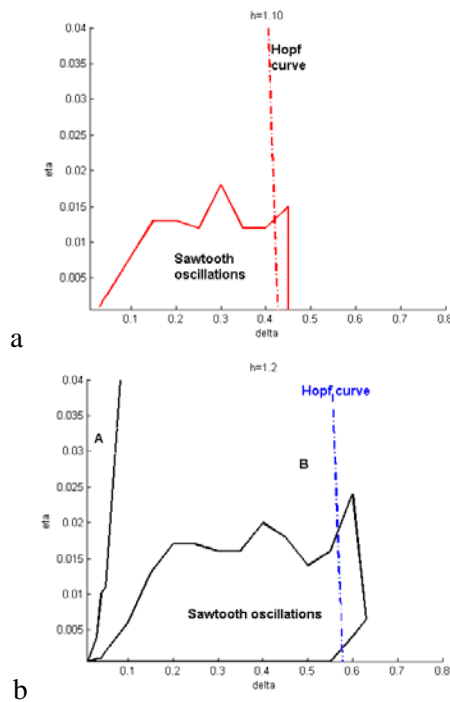 h=1.10
0.04
Hopf
curve
0.035
0.03
0.025
eta
0.02
0.015
0.01
Sawtooth
oscillations
0.005
0.1 0.2 0.3 0.4 0.5 0.6 0.7 0.8
delta
a
h=1.2
0.04
Hopf curve
0.035
A
0.03
B
0.025
eta
0.02
0.015
0.01
Sawtooth oscillations
0.005
0.1 0.2 0.3 0.4 0.5 0.6 0.7 0.8
delta
b